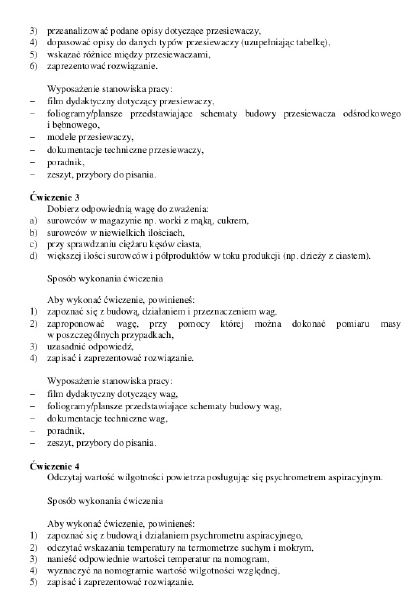 3) przeanalizować podane opisy dotyczące przesiewaczy,
4) dopasować opisy do danych typów przesiewaczy (uzupełniając tabelkę),
5) wskazać różnice między przesiewaczami,
6) zaprezentować rozwiązanie.
Wyposażenie stanowiska pracy:
– film dydaktyczny dotyczący przesiewaczy,
– foliogramy/plansze przedstawiające schematy budowy przesiewacza odśrodkowego
i bębnowego,
– modele przesiewaczy,
– dokumentacje techniczne przesiewaczy,
– poradnik,
– zeszyt, przybory do pisania.
Ćwiczenie 3
Dobierz odpowiednią wagę do zważenia:
a) surowców w magazynie np. worki z mąką, cukrem,
b) surowców w niewielkich ilościach,
c) przy sprawdzaniu ciężaru kęsów ciasta,
d) większej ilości surowców i półproduktów w toku produkcji (np. dzieży z ciastem).
Sposób wykonania ćwiczenia
Aby wykonać ćwiczenie, powinieneś:
1) zapoznać się z budową, działaniem i przeznaczeniem wag,
2) zaproponować wagę, przy pomocy której można dokonać pomiaru masy
w poszczególnych przypadkach,
3) uzasadnić odpowiedź,
4) zapisać i zaprezentować rozwiązanie.
Wyposażenie stanowiska pracy:
– film dydaktyczny dotyczący wag,
– foliogramy/plansze przedstawiające schematy budowy wag,
– dokumentacje techniczne wag,
– poradnik,
– zeszyt, przybory do pisania.
Ćwiczenie 4
Odczytaj wartość wilgotności powietrza posługując się psychrometrem aspiracyjnym.
Sposób wykonania ćwiczenia
Aby wykonać ćwiczenie, powinieneś:
1) zapoznać się z budową i działaniem psychrometru aspiracyjnego,
2) odczytać wskazania temperatury na termometrze suchym i mokrym,
3) nanieść odpowiednie wartości temperatur na nomogram,
4) wyznaczyć na nomogramie wartość wilgotności względnej,
5) zapisać i zaprezentować rozwiązanie.